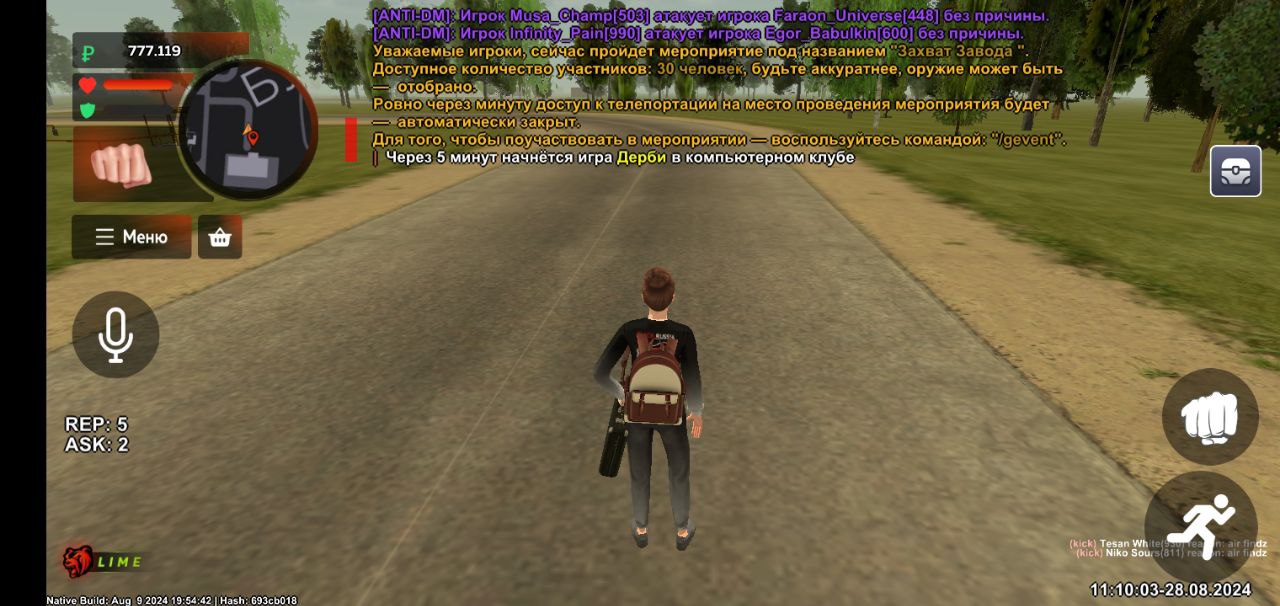 [ANTI-DM]: Игрок Musa_Champ[503] атакует игрока Faraon_Universe[448] без причины.
[ANTI-DM]: Игрок Infinity_Pain[990] атакует игрока Egor_Babulkin[600] без причины.
Уважаемые игроки, сейчас пройдет мероприятие под названием "Захват Завода ".
Доступное количество участников: 30 человек, будьте аккуратнее, оружие может быть
— отобрано.
Ровно через минуту доступ к телепортации на место проведения мероприятия будет
— автоматически закрыт.
Для того, чтобы поучаствовать в мероприятии — воспользуйтесь командой: "/gevent".
| Через 5 минут начнётся игра Дерби в компьютерном клубе
₽ 777.119
Б
Меню
REP: 5
ASK: 2
RUSSIA
LIME
(kick) Tesan White(930) reason: air findz
(kick) Niko Sours(811) reason: air findz
11:10:03-28.08.2024
Native Build: Aug 9 2024 19:54:42 | Hash: 693cb018